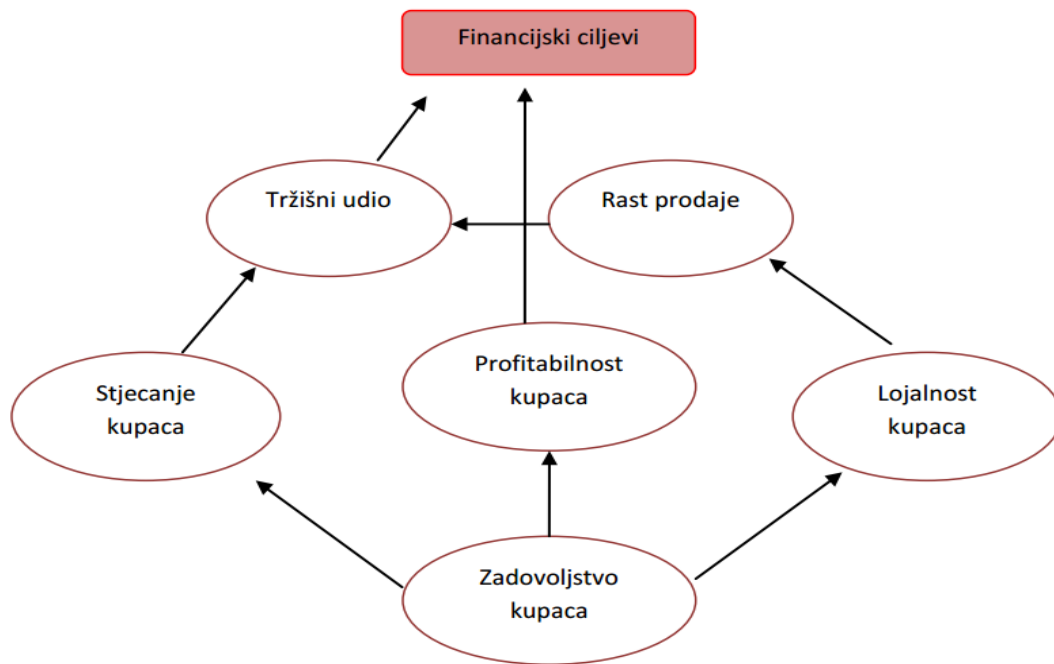 Financijski ciljevi
Tržišni udio
Rast prodaje
Stjecanje
kupaca
Profitabilnost
kupaca
Lojalnost
kupaca
Zadovoljstvo
kupaca